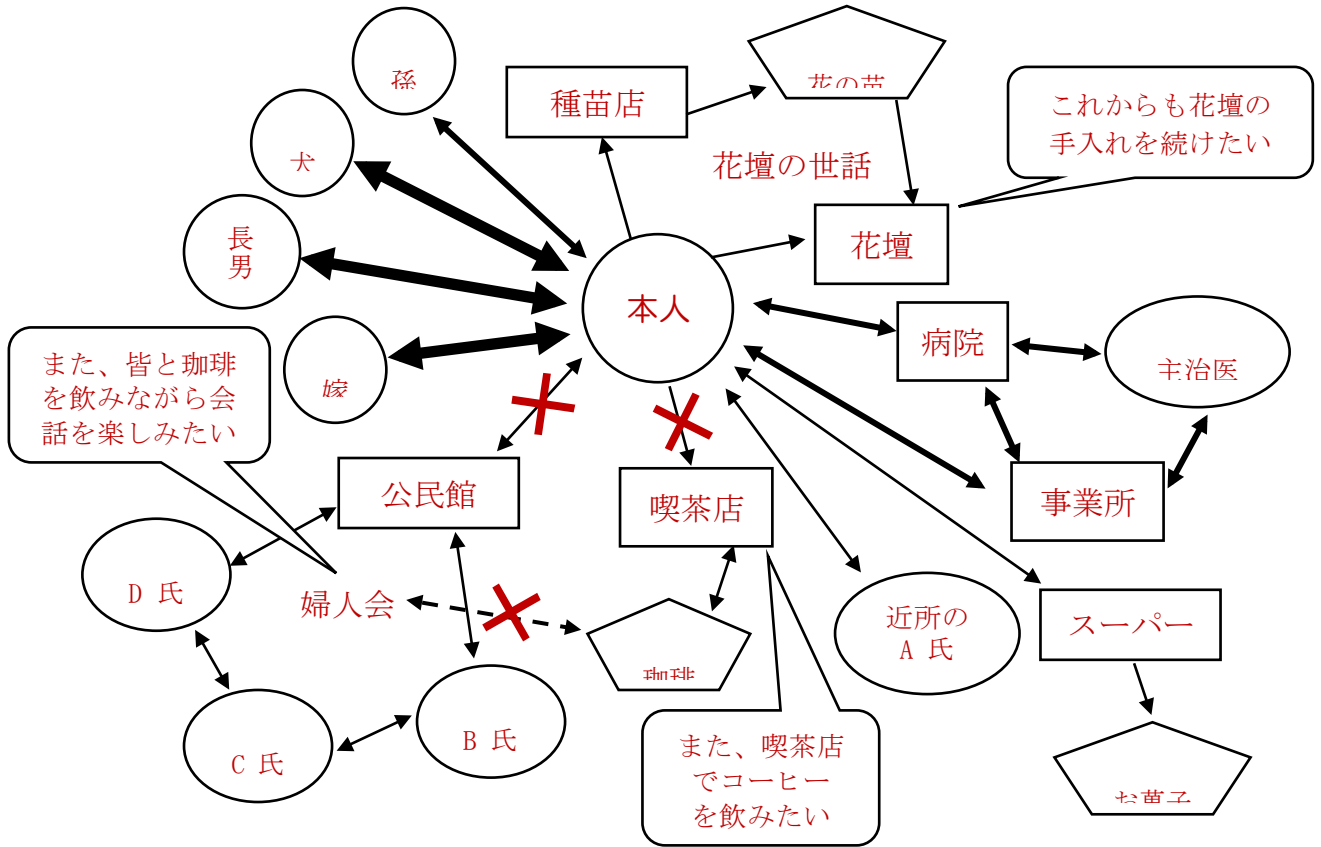 孫
種苗店
花の苗
これからも花壇の
手入れを続けたい
犬
花壇の世話
長
男
花壇
本人
病院
主治医
また、皆と珈琲
を飲みながら会
話を楽しみたい
嫁
公民館
喫茶店
事業所
D 氏
婦人会
近所の
A 氏
スーパー
珈琲
B 氏
C 氏
また、喫茶店
でコーヒー
を飲みたい
お菓子